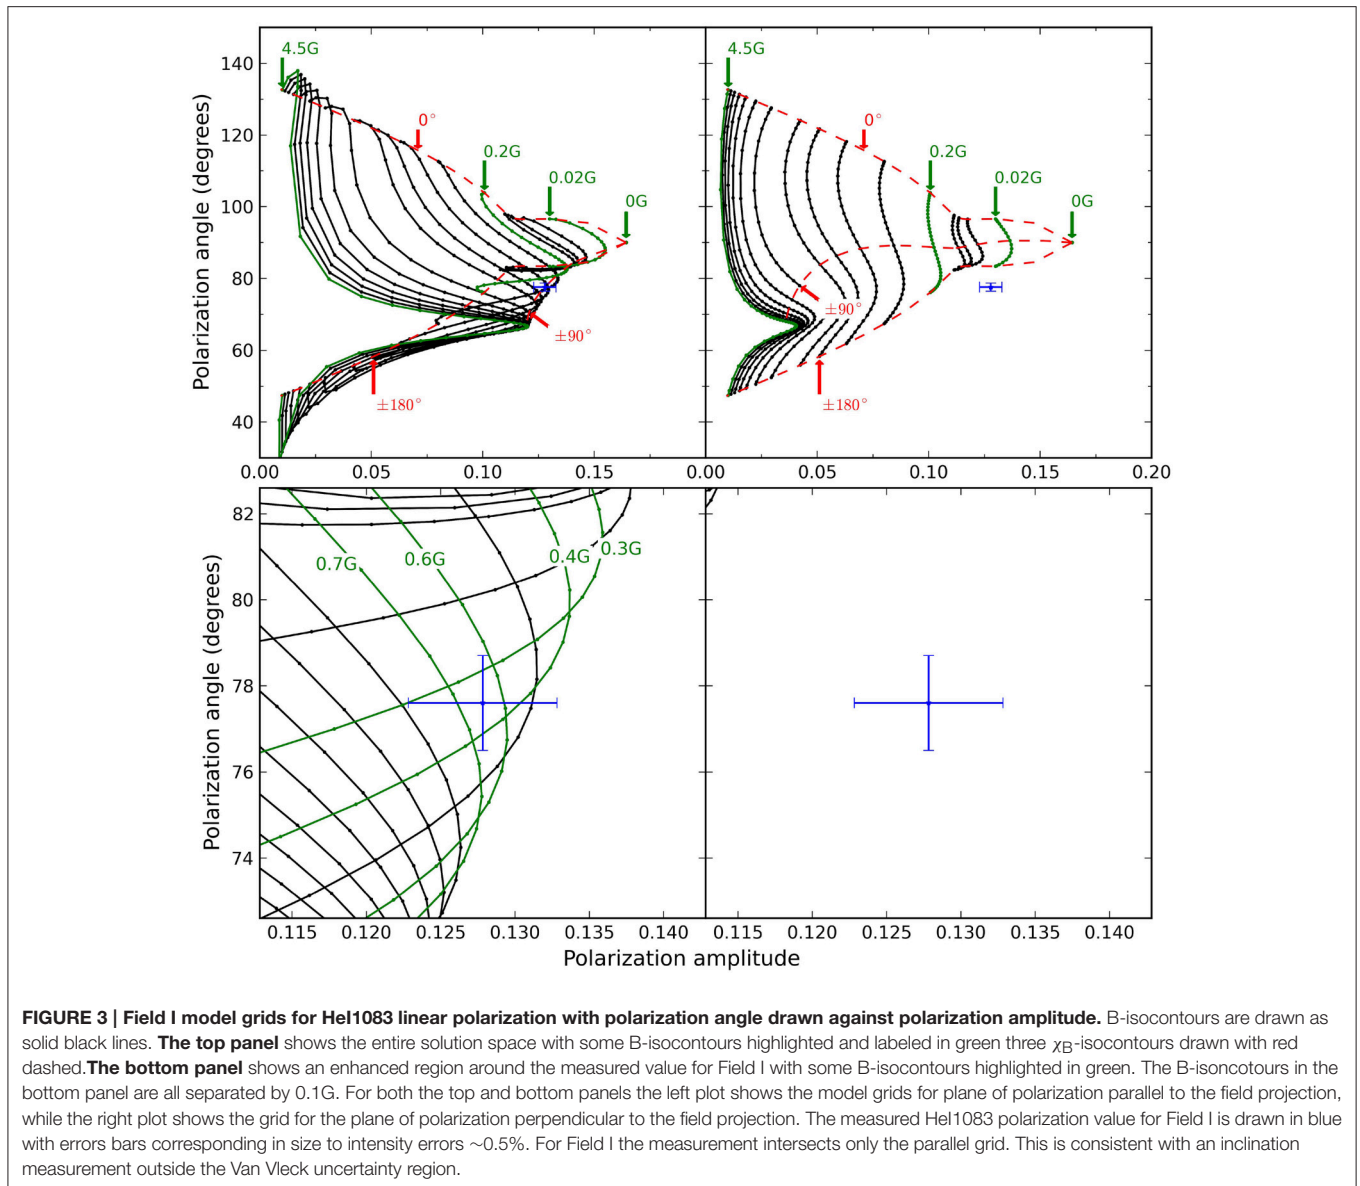 Polarization angle (degrees)
140
120
100
80
60
40
4.5G
0°
0.2G
0.02G
0G
±90°
±180°
0.00
0.05
0.10
0.15
4.5G
0°
0.2G
0.02G
0G
±90°
±180°
0.00
0.05
0.10
0.15
0.20
Polarization angle (degrees)
82
80
78
76
74
0.7G
0.6G
0.4G
0.3G
0.115
0.120
0.125
0.130
0.135
0.140
0.115
0.120
0.125
0.130
0.135
0.140
Polarization amplitude
FIGURE 3 | Field I model grids for HeI1083 linear polarization with polarization angle drawn against polarization amplitude. B-isocontours are drawn as
solid black lines. The top panel shows the entire solution space with some B-isocontours highlighted and labeled in green three χB-isocontours drawn with red
dashed.The bottom panel shows an enhanced region around the measured value for Field I with some B-isocontours highlighted in green. The B-isoncotours in the
bottom panel are all separated by 0.1G. For both the top and bottom panels the left plot shows the model grids for plane of polarization parallel to the field projection,
while the right plot shows the grid for the plane of polarization perpendicular to the field projection. The measured HeI1083 polarization value for Field I is drawn in blue
with errors bars corresponding in size to intensity errors ∼0.5%. For Field I the measurement intersects only the parallel grid. This is consistent with an inclination
measurement outside the Van Vleck uncertainty region.